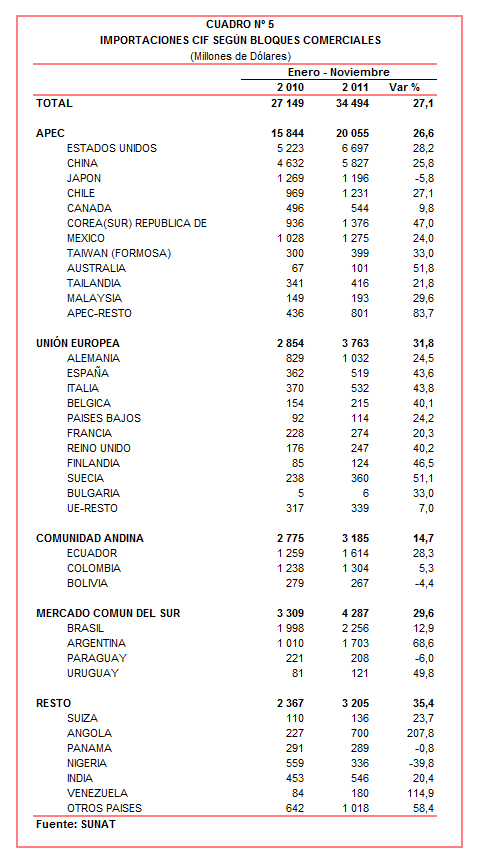 CUADRO Nº 5
IMPORTACIONES CIF SEGÚN BLOQUES COMERCIALES
(Millones de Dólares)
Enero - Noviembre
2 010 2 011 Var %
TOTAL 27 149 34 494 27,1
APEC 15 844 20 055 26,6
ESTADOS UNIDOS 5 223 6 697 28,2
CHINA 4 632 5 827 25,8
JAPON 1 269 1 196 -5,8
CHILE 969 1 231 27,1
CANADA 496 544 9,8
COREA(SUR) REPUBLICA DE 936 1 376 47,0
MEXICO 1 028 1 275 24,0
TAIWAN (FORMOSA) 300 399 33,0
AUSTRALIA 67 101 51,8
TAILANDIA 341 416 21,8
MALAYSIA 149 193 29,6
APEC-RESTO 436 801 83,7
UNIÓN EUROPEA 2 854 3 763 31,8
ALEMANIA 829 1 032 24,5
ESPAÑA 362 519 43,6
ITALIA 370 532 43,8
BELGICA 154 215 40,1
PAISES BAJOS 92 114 24,2
FRANCIA 228 274 20,3
REINO UNIDO 176 247 40,2
FINLANDIA 85 124 46,5
SUECIA 238 360 51,1
BULGARIA 5 6 33,0
UE-RESTO 317 339 7,0
COMUNIDAD ANDINA 2 775 3 185 14,7
ECUADOR 1 259 1 614 28,3
COLOMBIA 1 238 1 304 5,3
BOLIVIA 279 267 -4,4
MERCADO COMUN DEL SUR 3 309 4 287 29,6
BRASIL 1 998 2 256 12,9
ARGENTINA 1 010 1 703 68,6
PARAGUAY 221 208 -6,0
URUGUAY 81 121 49,8
RESTO 2 367 3 205 35,4
SUIZA 110 136 23,7
ANGOLA 227 700 207,8
PANAMA 291 289 -0,8
NIGERIA 559 336 -39,8
INDIA 453 546 20,4
VENEZUELA 84 180 114,9
OTROS PAISES 642 1 018 58,4
Fuente: SUNAT